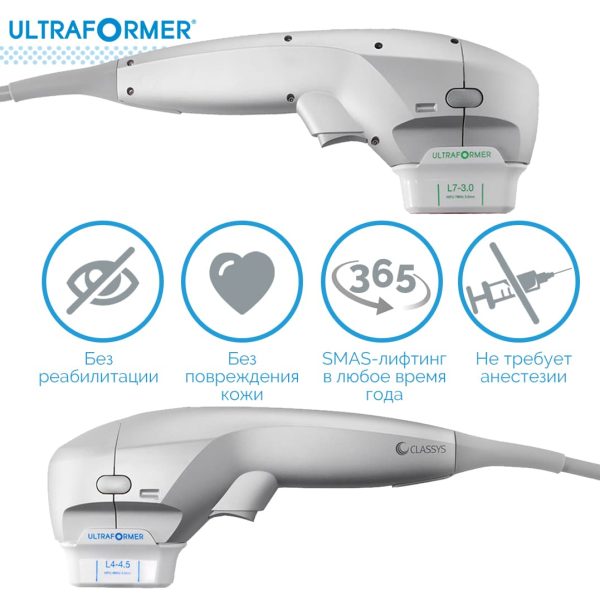 ULTRAFORMER®
ULTRAFORMER
L7-3.0
365
Без
реабилитации
Без
повреждения
кожи
SMAS-лифтинг
в любое время
года
Не требует
анестезии
CLASSYS
ULTRAFORMER
L4-4.5